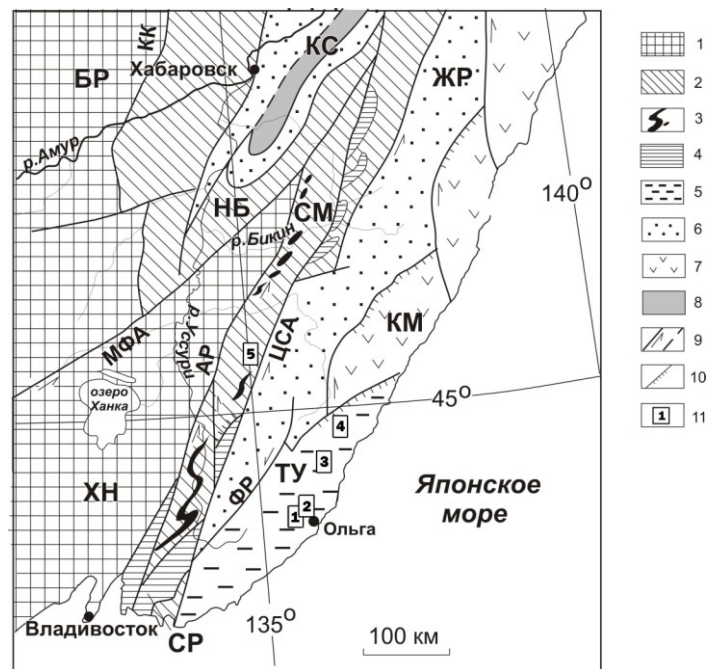 КК
КС
БР
Хабаровск
ЖР
р.Амур
140°
НБ
СМ
р.Бикин
МФА
р.Уссури
АР
ЦСА
КМ
5
озеро
Ханка
45°
4
ХН
ФР
ТУ
3
Японское
море
1
2
Ольга
Владивосток
СР
135°
100 км
1
2
3
4
5
6
7
8
9
10
1
11